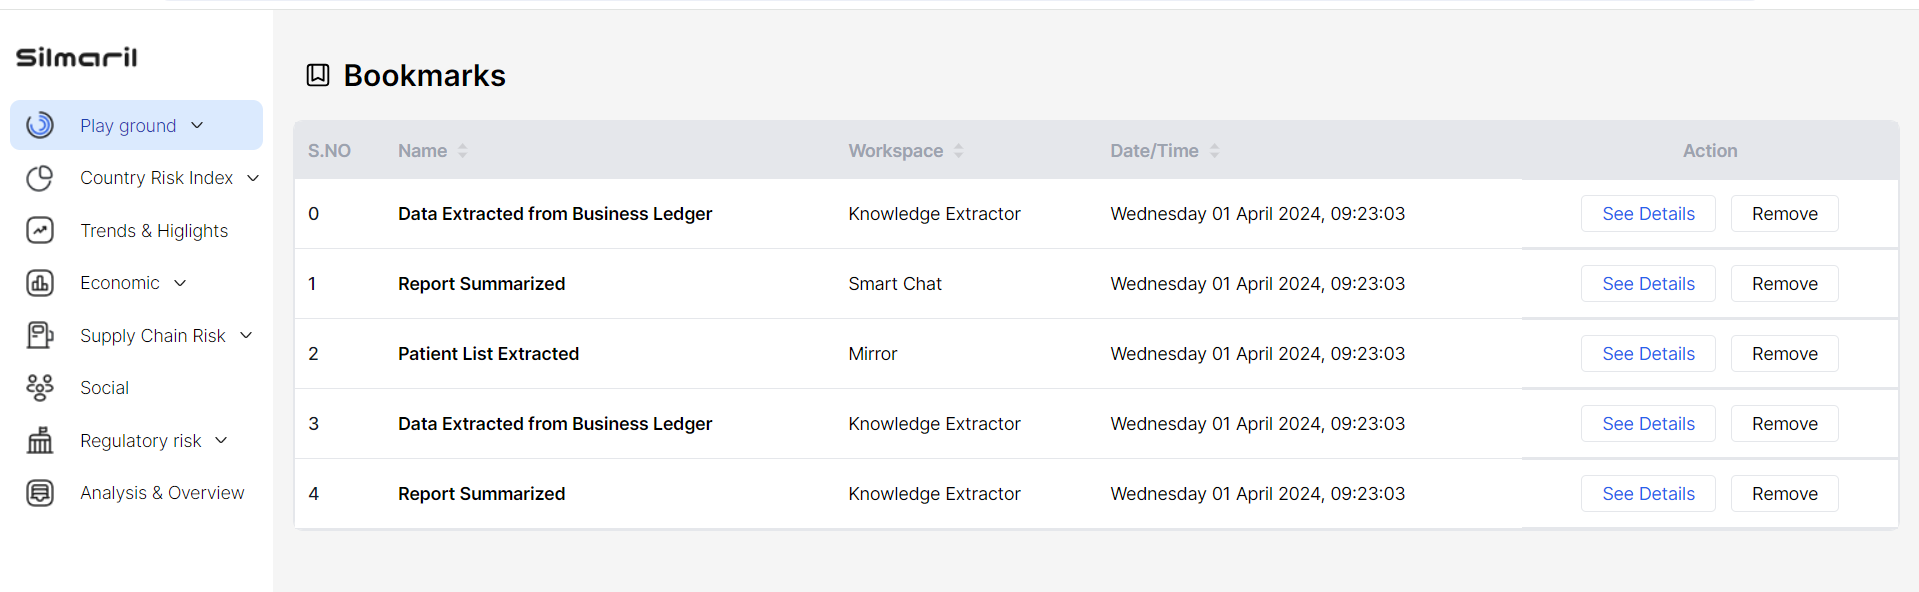 Silmaril
Play ground
Country Risk Index
Trends & Higlights
Economic
Supply Chain Risk
Social
Regulatory risk
Analysis & Overview
Bookmarks
S.NO Name Workspace Date/Time Action
0 Data Extracted from Business Ledger Knowledge Extractor Wednesday 01 April 2024, 09:23:03 See Details Remove
1 Report Summarized Smart Chat Wednesday 01 April 2024, 09:23:03 See Details Remove
2 Patient List Extracted Mirror Wednesday 01 April 2024, 09:23:03 See Details Remove
3 Data Extracted from Business Ledger Knowledge Extractor Wednesday 01 April 2024, 09:23:03 See Details Remove
4 Report Summarized Knowledge Extractor Wednesday 01 April 2024, 09:23:03 See Details Remove